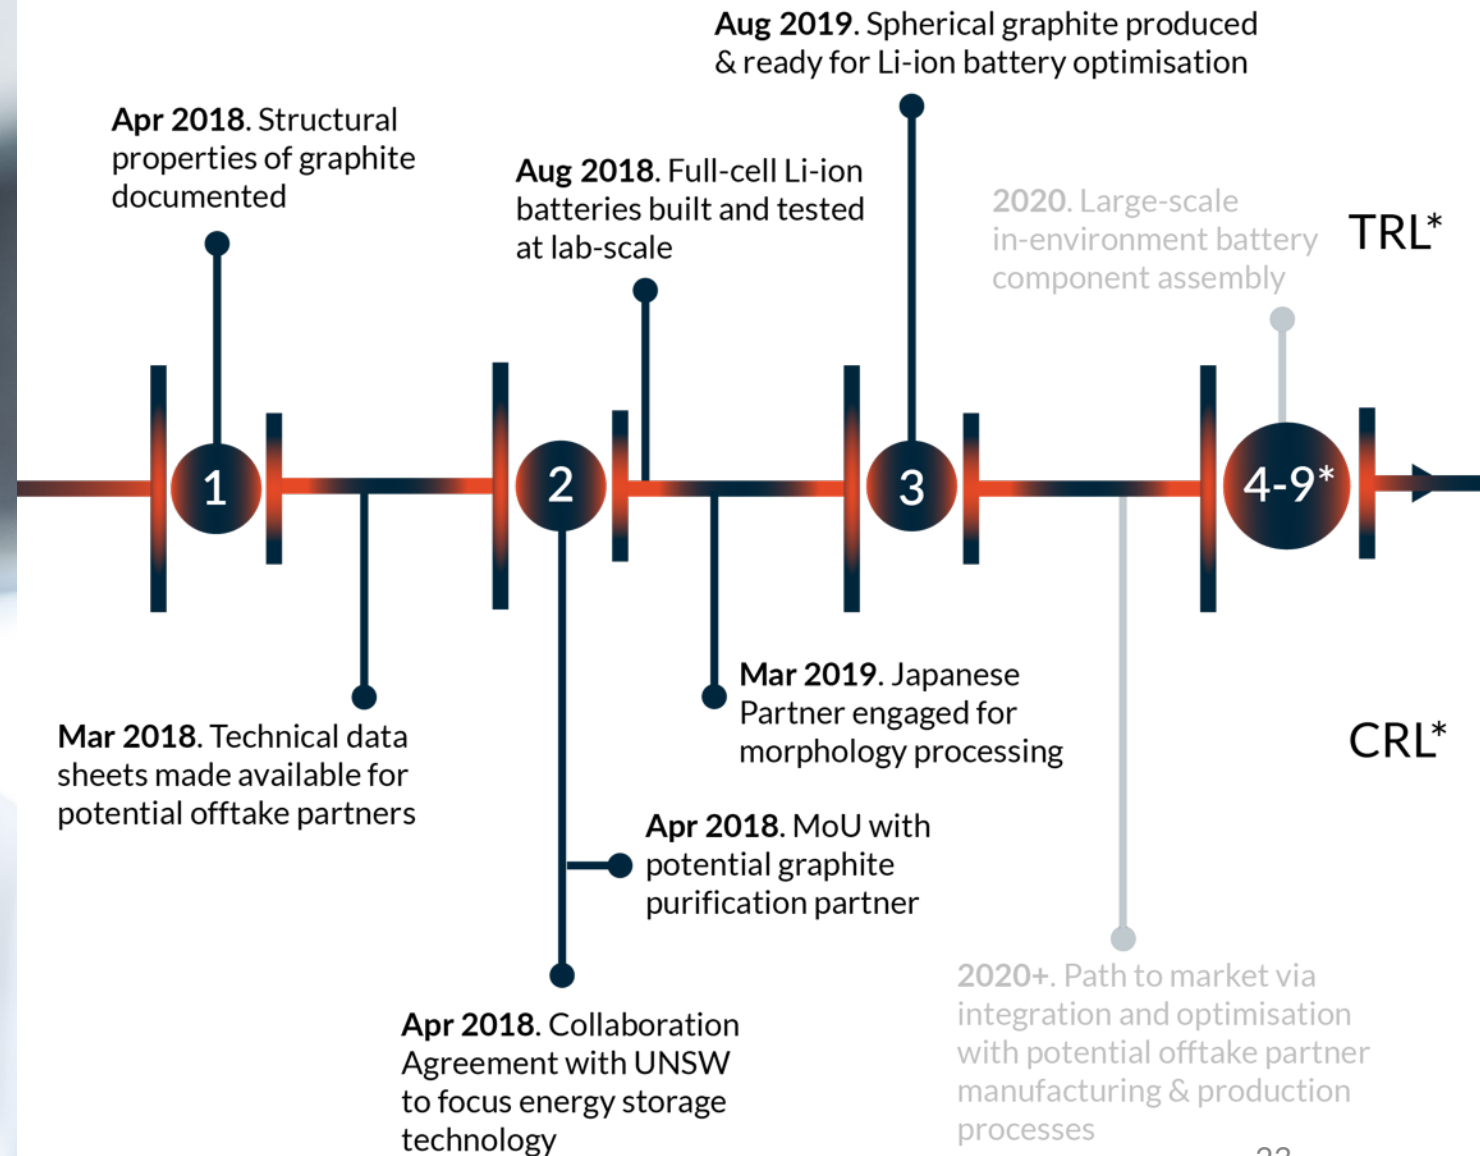 Aug 2019. Spherical graphite produced
& ready for Li-ion battery optimisation
Apr 2018. Structural
properties of graphite
documented
Aug 2018. Full-cell Li-ion
batteries built and tested
at lab-scale
2020. Large-scale
in-environment battery
component assembly
TRL*
1
2
3
4-9*
Mar 2018. Technical data
sheets made available for
potential offtake partners
Mar 2019. Japanese
Partner engaged for
morphology processing
CRL*
Apr 2018. MoU with
potential graphite
purification partner
Apr 2018. Collaboration
Agreement with UNSW
to focus energy storage
technology
2020+. Path to market via
integration and optimisation
with potential offtake partner
manufacturing & production
processes